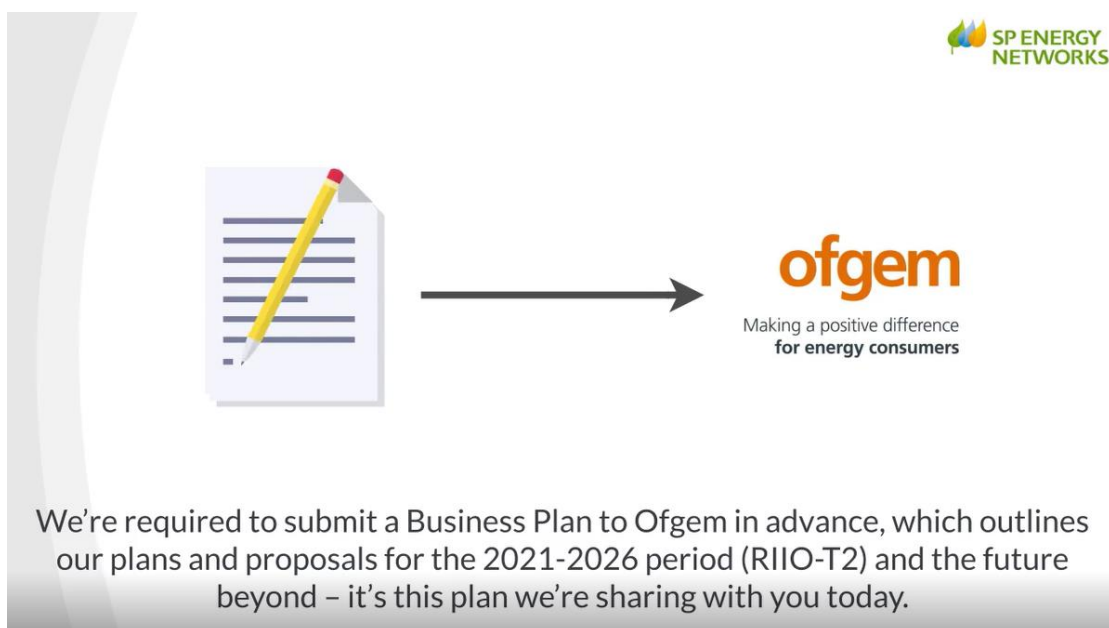 SP ENERGY
NETWORKS
ofgem
Making a positive difference
for energy consumers
We’re required to submit a Business Plan to Ofgem in advance, which outlines
our plans and proposals for the 2021-2026 period (RIIO-T2) and the future
beyond – it’s this plan we’re sharing with you today.